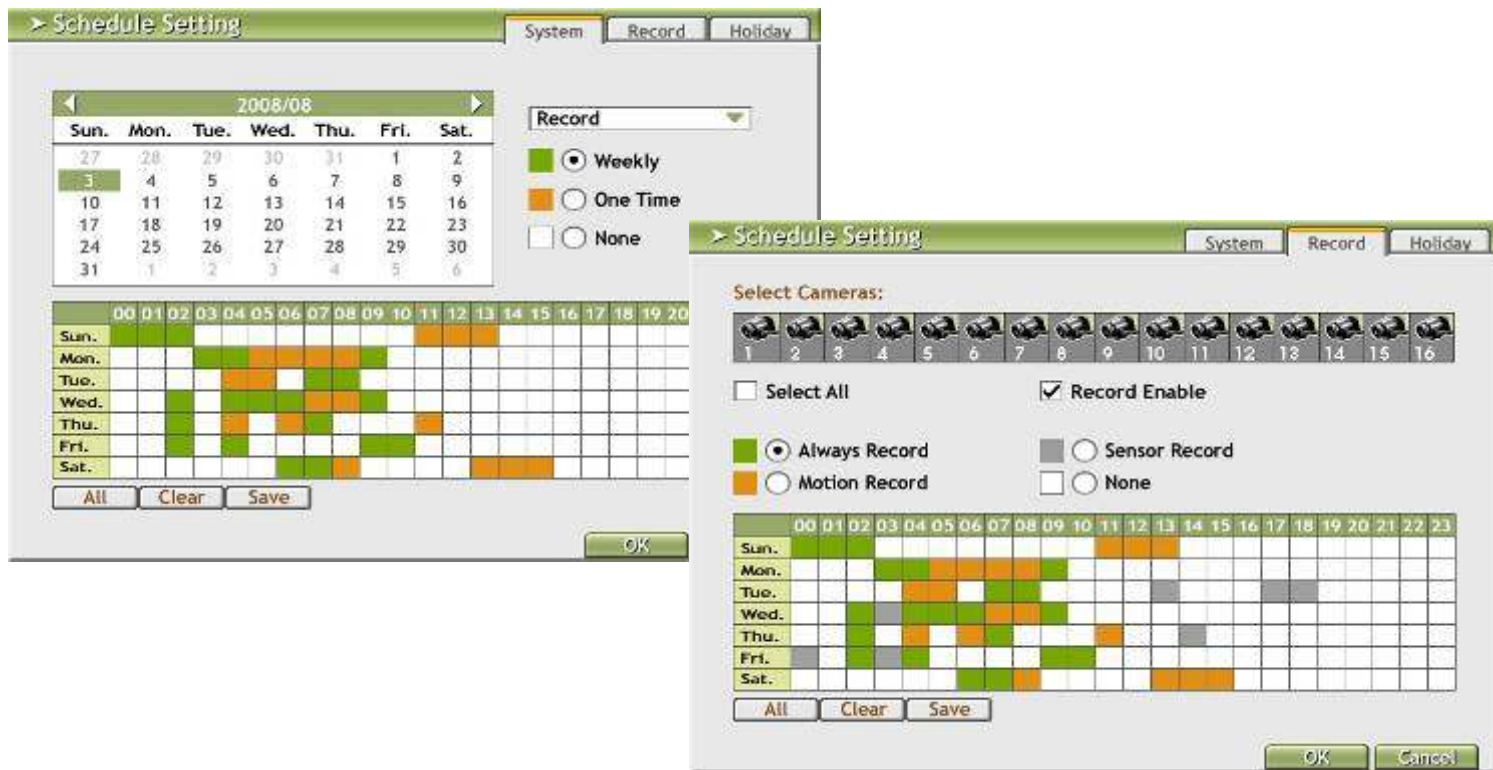 ➤ Schedule Setting
System Record Holiday
2008/08
Sun. Mon. Tue. Wed. Thu. Fri. Sat.
27 28 29 30 31 1 2
3 4 5 6 7 8 9
10 11 12 13 14 15 16
17 18 19 20 21 22 23
24 25 26 27 28 29 30
31 1 2 3 4 5 6
Record
Weekly
One Time
None
00 01 02 03 04 05 06 07 08 09 10 11 12 13 14 15 16 17 18 19 20
Sun.
Mon.
Tue.
Wed.
Thu.
Fri.
Sat.
All Clear Save
OK
➤ Schedule Setting
System Record Holiday
Select Cameras:
1 2 3 4 5 6 7 8 9 10 11 12 13 14 15 16
Select All Record Enable
Always Record Sensor Record
Motion Record None
00 01 02 03 04 05 06 07 08 09 10 11 12 13 14 15 16 17 18 19 20 21 22 23
Sun.
Mon.
Tue.
Wed.
Thu.
Fri.
Sat.
All Clear Save
OK Cancel